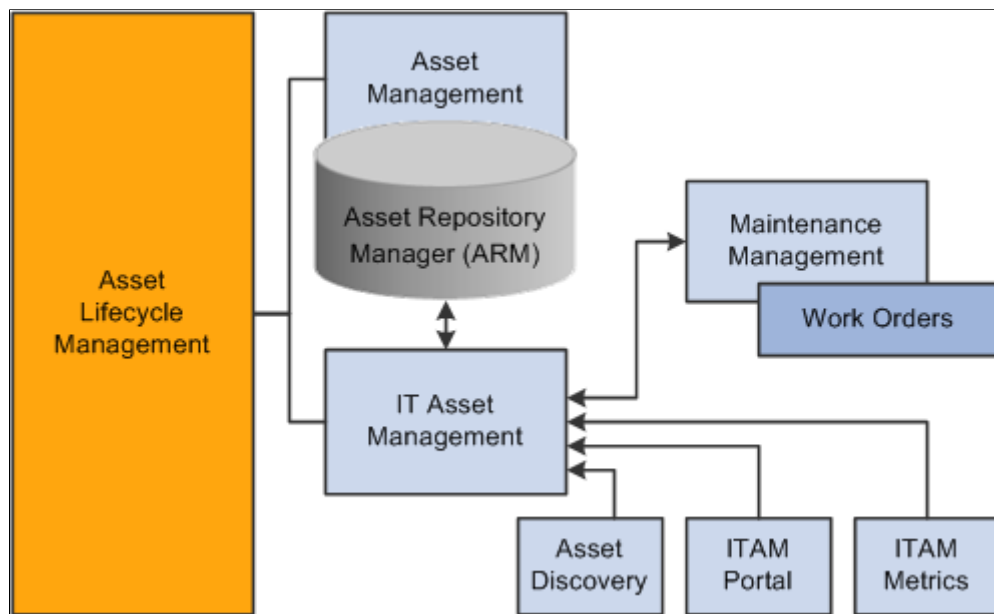 Asset
Lifecycle
Management
Asset
Management
Asset Repository
Manager (ARM)
IT Asset
Management
Maintenance
Management
Work Orders
Asset
Discovery
ITAM
Portal
ITAM
Metrics